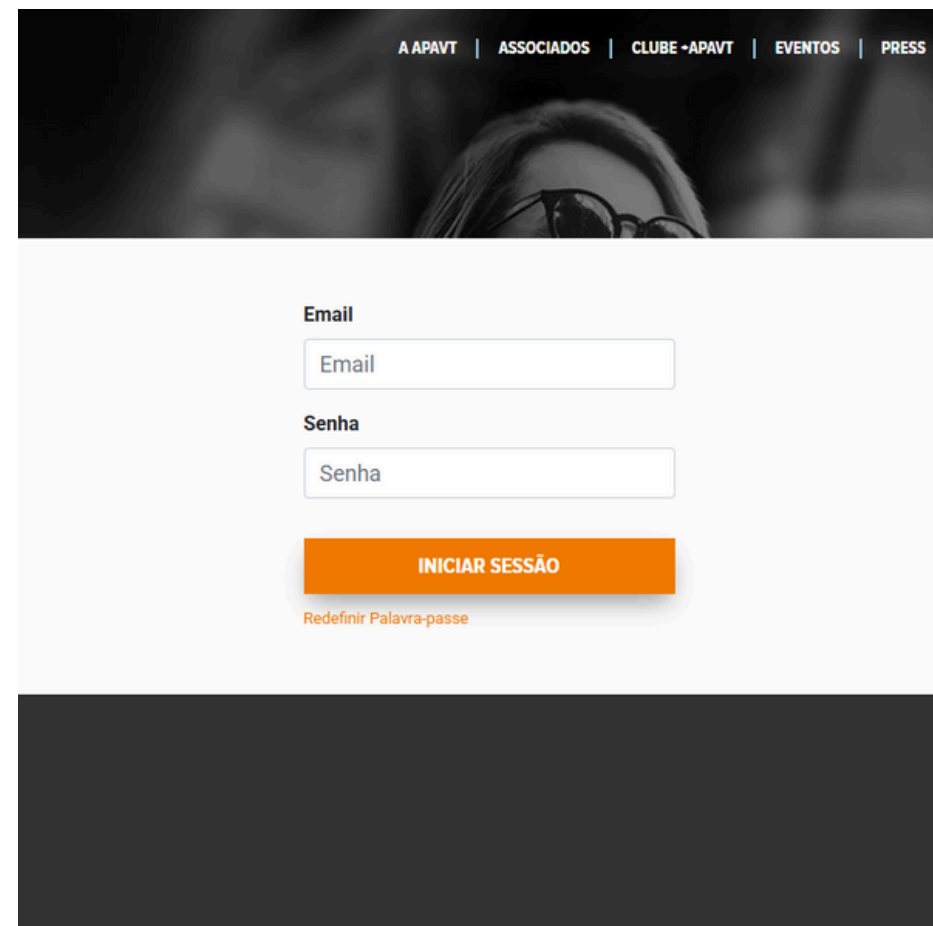 A APAVT | ASSOCIADOS | CLUBE +APAVT | EVENTOS | PRESS
Email
Email
Senha
Senha
INICIAR SESSÃO
Redefinir Palavra-passe